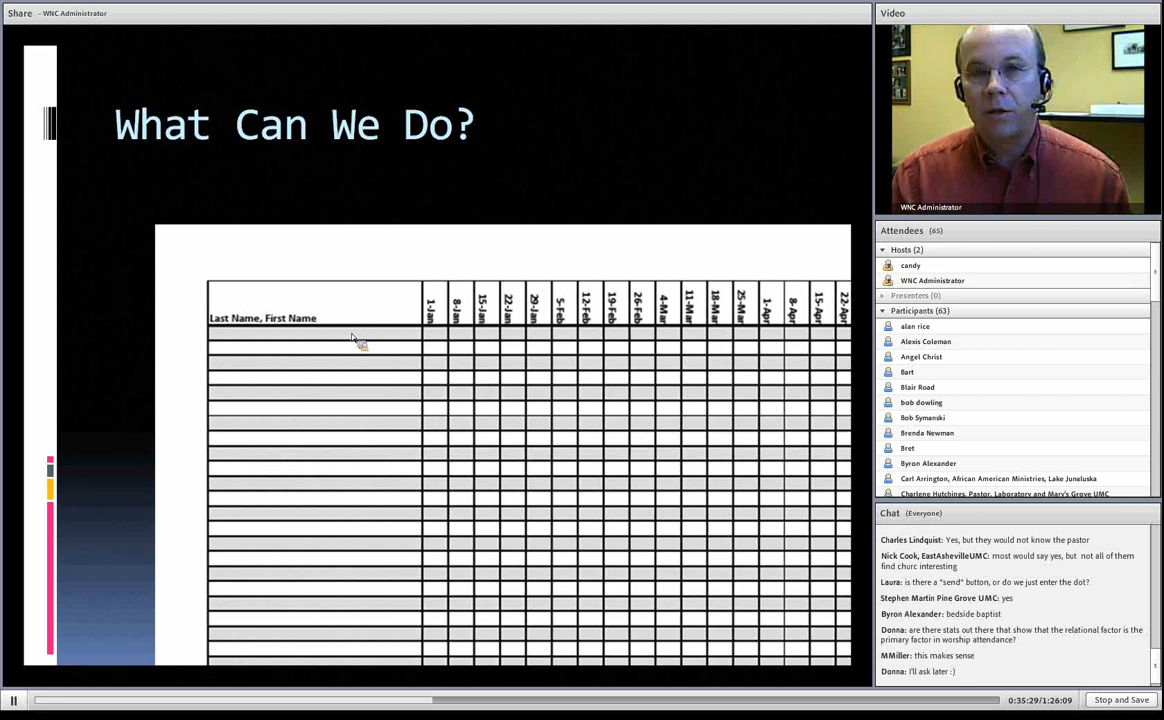 Share - WNC Administrator
What Can We Do?
Last Name, First Name
1-Jan
8-Jan
15-Jan
22-Jan
29-Jan
5-Feb
12-Feb
19-Feb
26-Feb
4-Mar
11-Mar
18-Mar
25-Mar
1-Apr
8-Apr
15-Apr
22-Apr
Video
WNC Administrator
Attendees (65)
Hosts (2)
candy
WNC Administrator
Presenters (0)
Participants (63)
alan rice
Alexis Coleman
Angel Christ
Bart
Blair Road
bob dowling
Bob Symanski
Brenda Newman
Bret
Byron Alexander
Carl Arrington, African American Ministries, Lake Junaluska
Charlene Hutchings, Pastor, Laboratory and Mary's Grove UMC
Chat (Everyone)
Charles Lindquist: Yes, but they would not know the pastor
Nick Cook, EastAshevilleUMC: most would say yes, but not all of them
find churc interesting
Laura: is there a "send" button, or do we just enter the dot?
Stephen Martin Pine Grove UMC: yes
Byron Alexander: bedside baptist
Donna: are there stats out there that show that the relational factor is the
primary factor in worship attendance?
MMiller: this makes sense
Donna: I'll ask later :)
0:35:29/1:26:09
Stop and Save